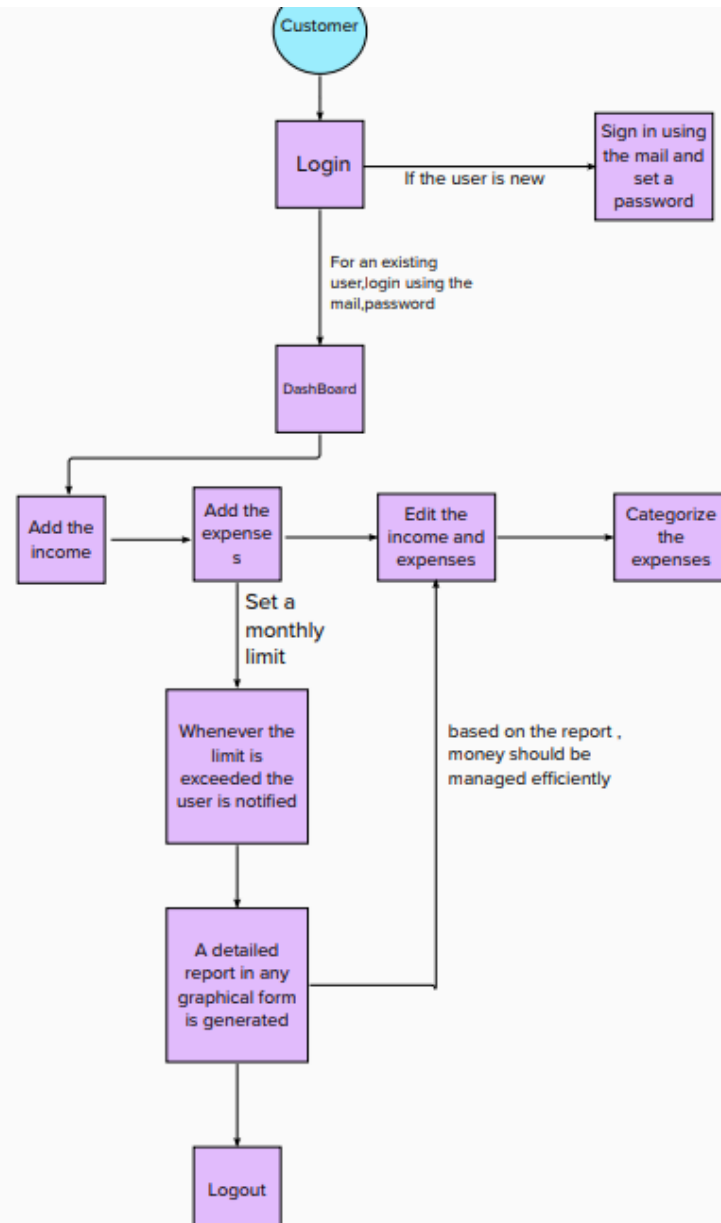 Customer
Login
If the user is new
Sign in using
the mail and
set a
password
For an existing
user,login using the
mail,password
DashBoard
Add the
income
Add the
expense
s
Edit the
income and
expenses
Categorize
the
expenses
Set a
monthly
limit
Whenever the
limit is
exceeded the
user is notified
based on the report ,
money should be
managed efficiently
A detailed
report in any
graphical form
is generated
Logout